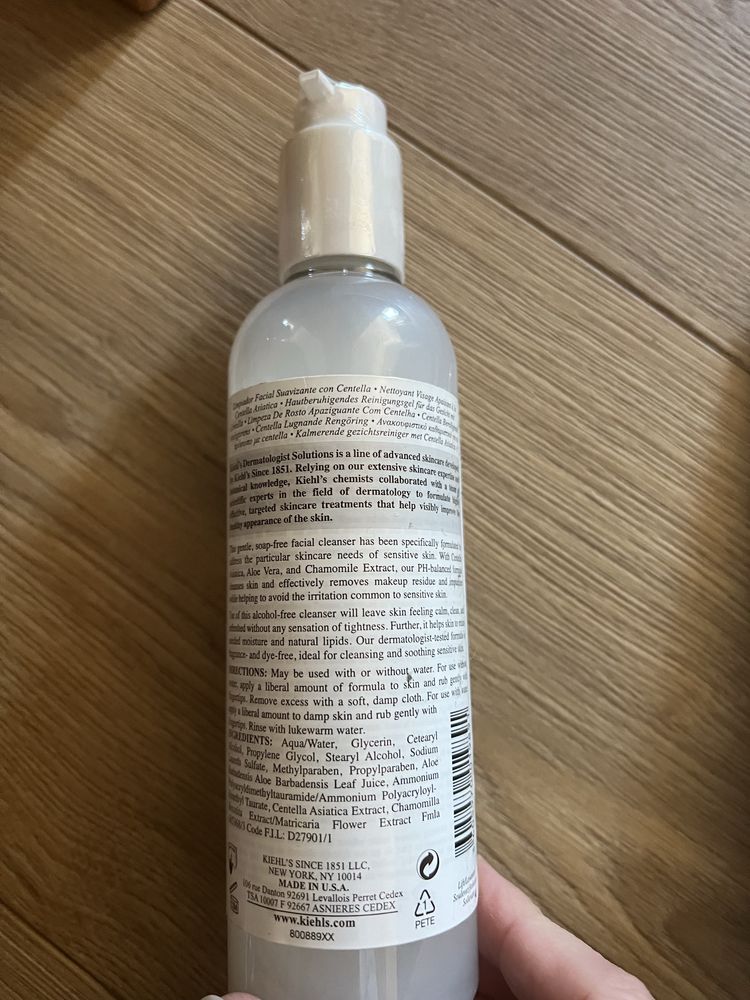 Limpiador Facial Suavizante con Centella • Nettoyant Visage Apaisant à la
Centella Asiatica • Hautberuhigendes Reinigungsgel für das Gesicht mit
• Centella Lugnande Rengöring • Ανακουφιστικό
• Limpeza De Rosto Apaziguante Com Centelha • Centella
πρόσωπο με centella • Kalmerende gezichtsreiniger met Centella Asiatica
Kiehl's Dermatologist Solutions is a line of advanced skincare developed
by Kiehl's Since 1851. Relying on our extensive skincare expertise and
botanical knowledge, Kiehl's chemists collaborated with a team of
scientific experts in the field of dermatology to formulate
effective, targeted skincare treatments that help visibly improve the
healthy appearance of the skin.
This gentle, soap-free facial cleanser has been specifically formulated to
address the particular skincare needs of sensitive skin. With Centella
Asiatica, Aloe Vera, and Chamomile Extract, our PH-balanced formula
cleanses skin and effectively removes makeup residue and impurities
while helping to avoid the irritation common to sensitive skin.
Use of this alcohol-free cleanser will leave skin feeling calm, clean, and
refreshed without any sensation of tightness. Further, it helps skin to retain
needed moisture and natural lipids. Our dermatologist-tested formula is
fragrance- and dye-free, ideal for cleansing and soothing sensitive skin.
DIRECTIONS: May be used with or without water. For use without
water, apply a liberal amount of formula to skin and rub gently with
fingertips. Remove excess with a soft, damp cloth. For use with water,
apply a liberal amount to damp skin and rub gently with
fingertips. Rinse with lukewarm water.
INGREDIENTS: Aqua/Water, Glycerin, Cetearyl
Alcohol, Propylene Glycol, Stearyl Alcohol, Sodium
Laureth Sulfate, Methylparaben, Propylparaben, Aloe
Barbadensis Aloe Barbadensis Leaf Juice, Ammonium
Polyacryldimethyltauramide/Ammonium Polyacryloyl-
dimethyl Taurate, Centella Asiatica Extract, Chamomilla
Recutita Extract/Matricaria Flower Extract Fmla
Code F.I.L: D27901/1
KIEHL'S SINCE 1851 LLC,
NEW YORK, NY 10014
MADE IN U.S.A.
106 rue Danton 92691 Levallois Perret Cedex
TSA 10007 F 92667 ASNIERES CEDEX
www.kiehls.com
800889XX
PETE